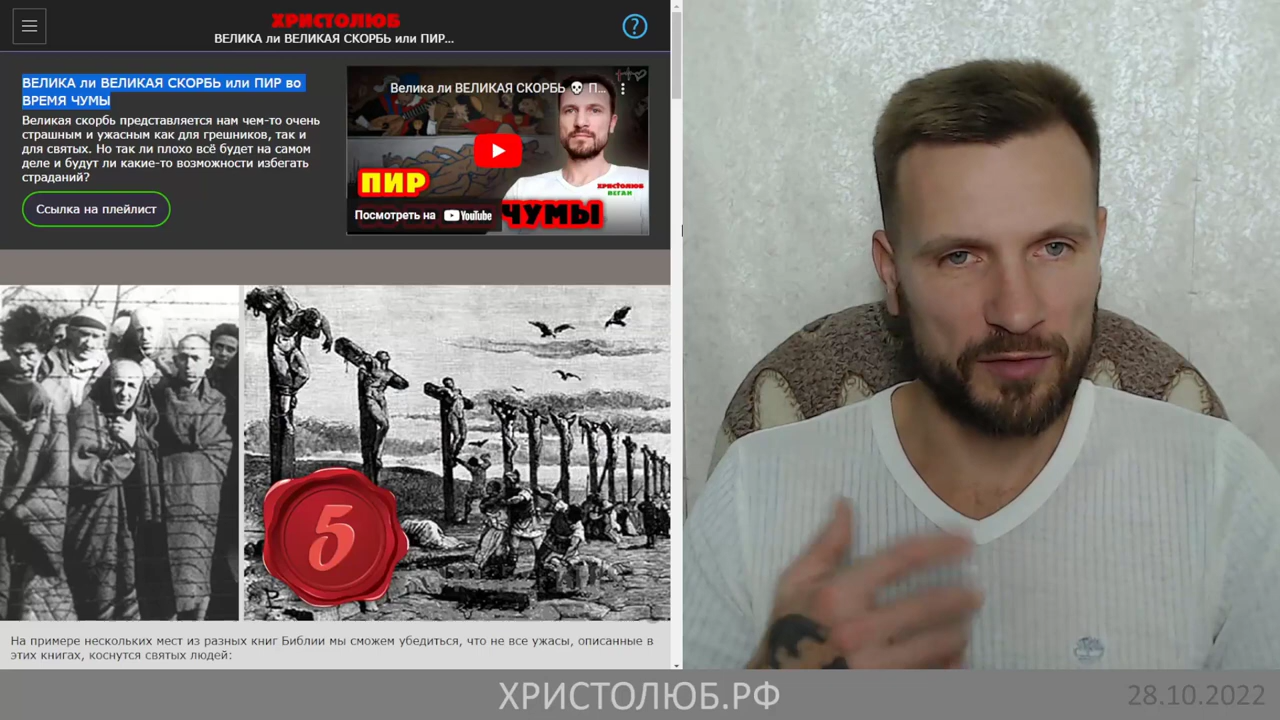 ХРИСТОЛЮБ
ВЕЛИКА ли ВЕЛИКАЯ СКОРБЬ или ПИР...
?
ВЕЛИКА ли ВЕЛИКАЯ СКОРБЬ или ПИР во
ВРЕМЯ ЧУМЫ
Великая скорбь представляется нам чем-то очень
страшным и ужасным как для грешников, так и
для святых. Но так ли плохо всё будет на самом
деле и будут ли какие-то возможности избегать
страданий?
Ссылка на плейлист
Велика ли ВЕЛИКАЯ СКОРБЬ 💀 П...
ПИР
ХРИСТОЛЮБ
ВЕГАН
Посмотреть на YouTube
ЧУМЫ
5
На примере нескольких мест из разных книг Библии мы сможем убедиться, что не все ужасы, описанные в
этих книгах, коснутся святых людей:
ХРИСТОЛЮБ.РФ
28.10.2022